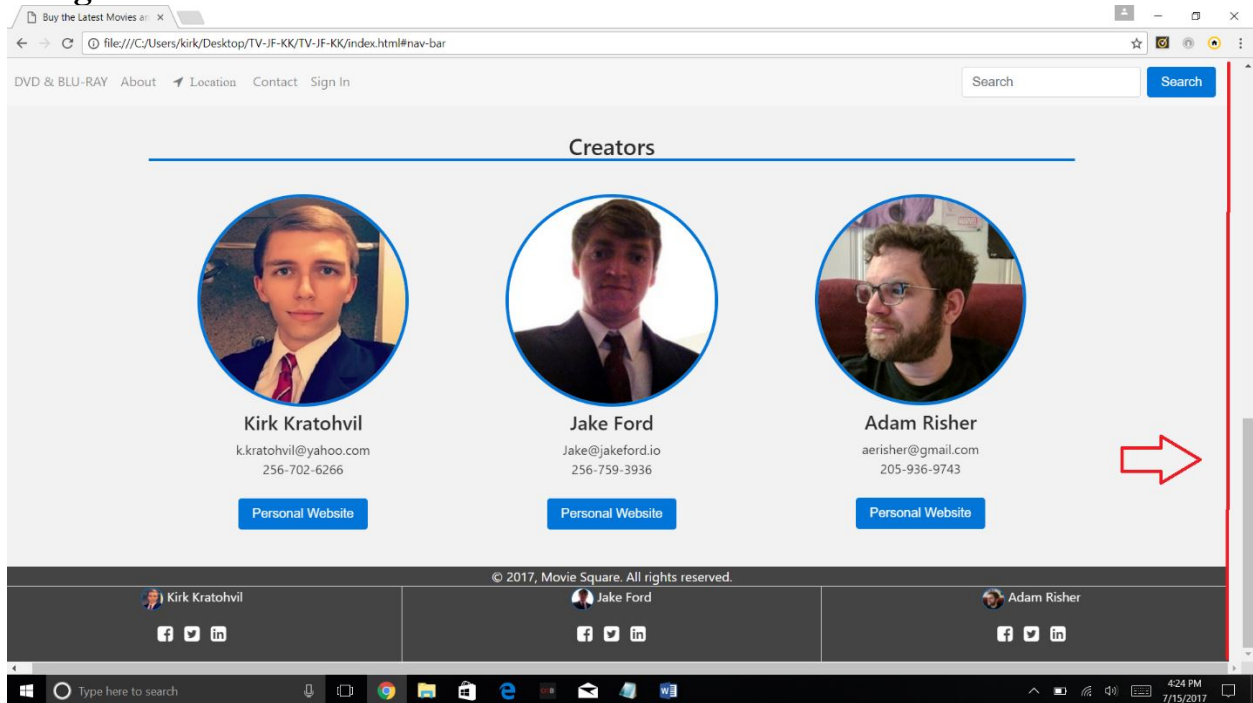 Buy the Latest Movies an
file:///C:/Users/kirk/Desktop/TV-JF-KK/TV-JF-KK/index.html#nav-bar
DVD & BLU-RAY About Location Contact Sign In Search Search
Creators
Kirk Kratohvil Jake Ford Adam Risher
k.kratohvil@yahoo.com Jake@jakeford.io aerisher@gmail.com
256-702-6266 256-759-3936 205-936-9743
Personal Website Personal Website Personal Website
© 2017, Movie Square. All rights reserved.
Kirk Kratohvil Jake Ford Adam Risher
Type here to search
4:24 PM
7/15/2017